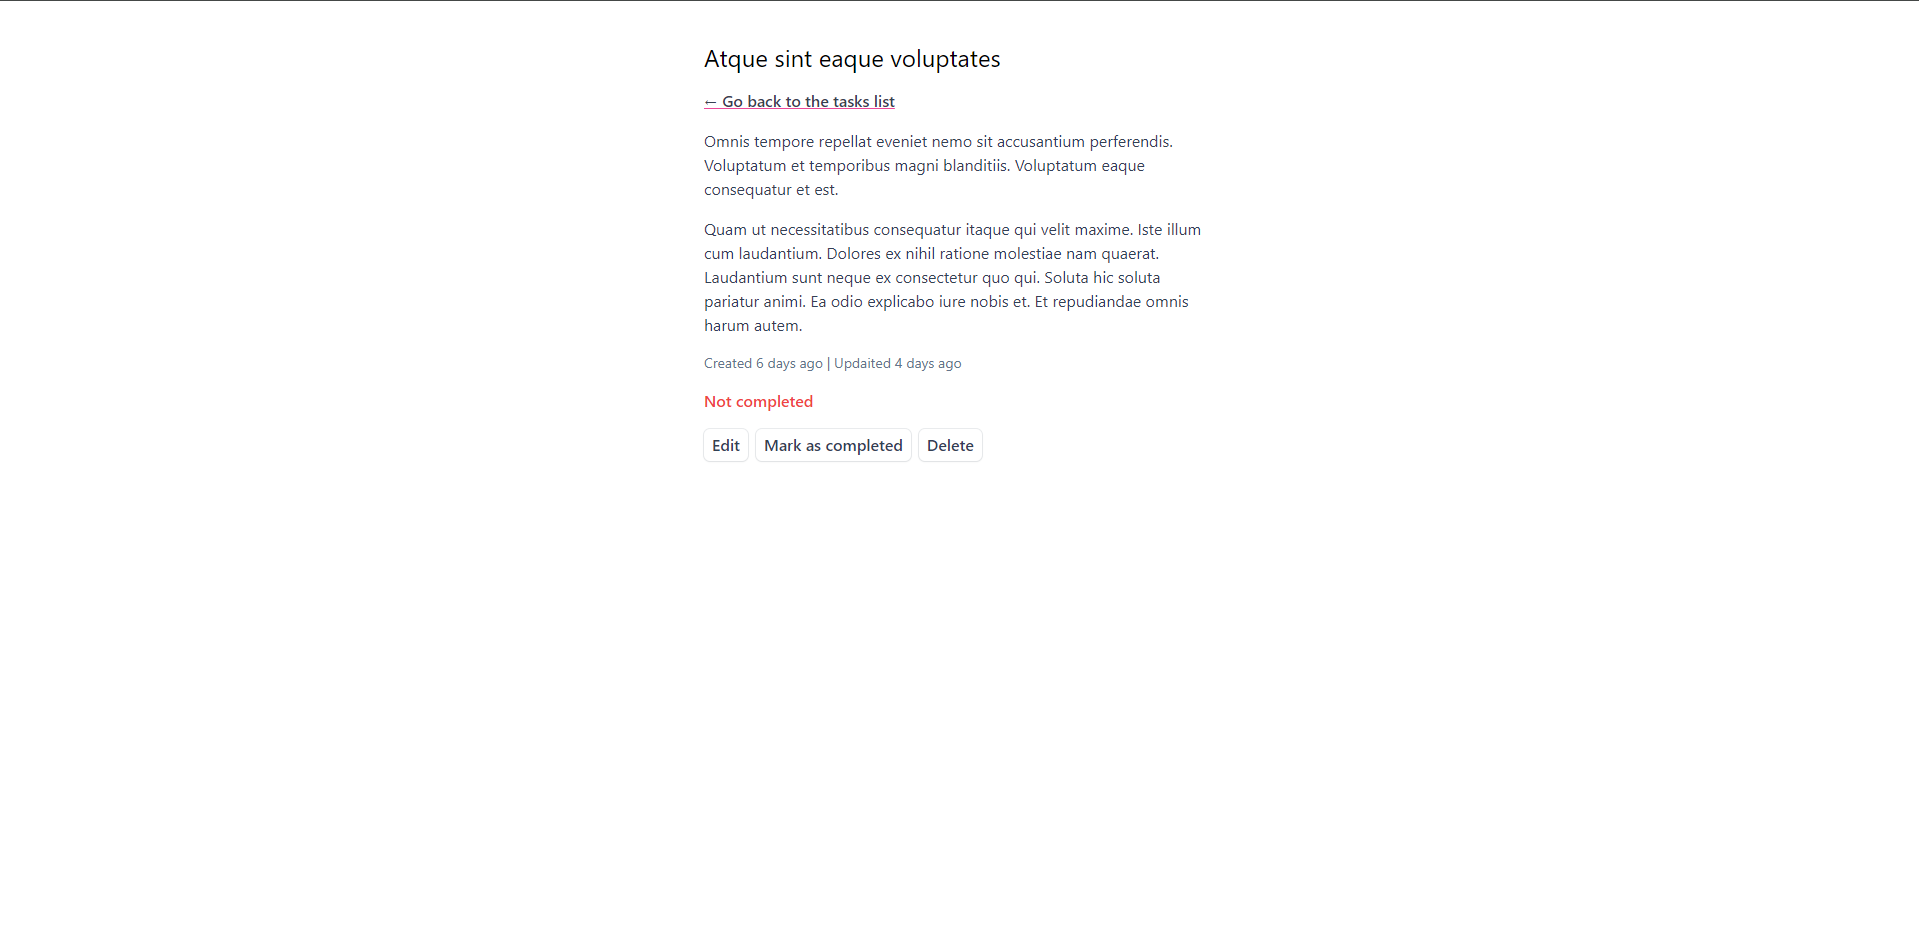 Atque sint eaque voluptates
← Go back to the tasks list
Omnis tempore repellat eveniet nemo sit accusantium perferendis.
Voluptatum et temporibus magni blanditiis. Voluptatum eaque
consequatur et est.
Quam ut necessitatibus consequatur itaque qui velit maxime. Iste illum
cum laudantium. Dolores ex nihil ratione molestiae nam quaerat.
Laudantium sunt neque ex consectetur quo qui. Soluta hic soluta
pariatur animi. Ea odio explicabo iure nobis et. Et repudiandae omnis
harum autem.
Created 6 days ago | Updaited 4 days ago
Not completed
Edit Mark as completed Delete